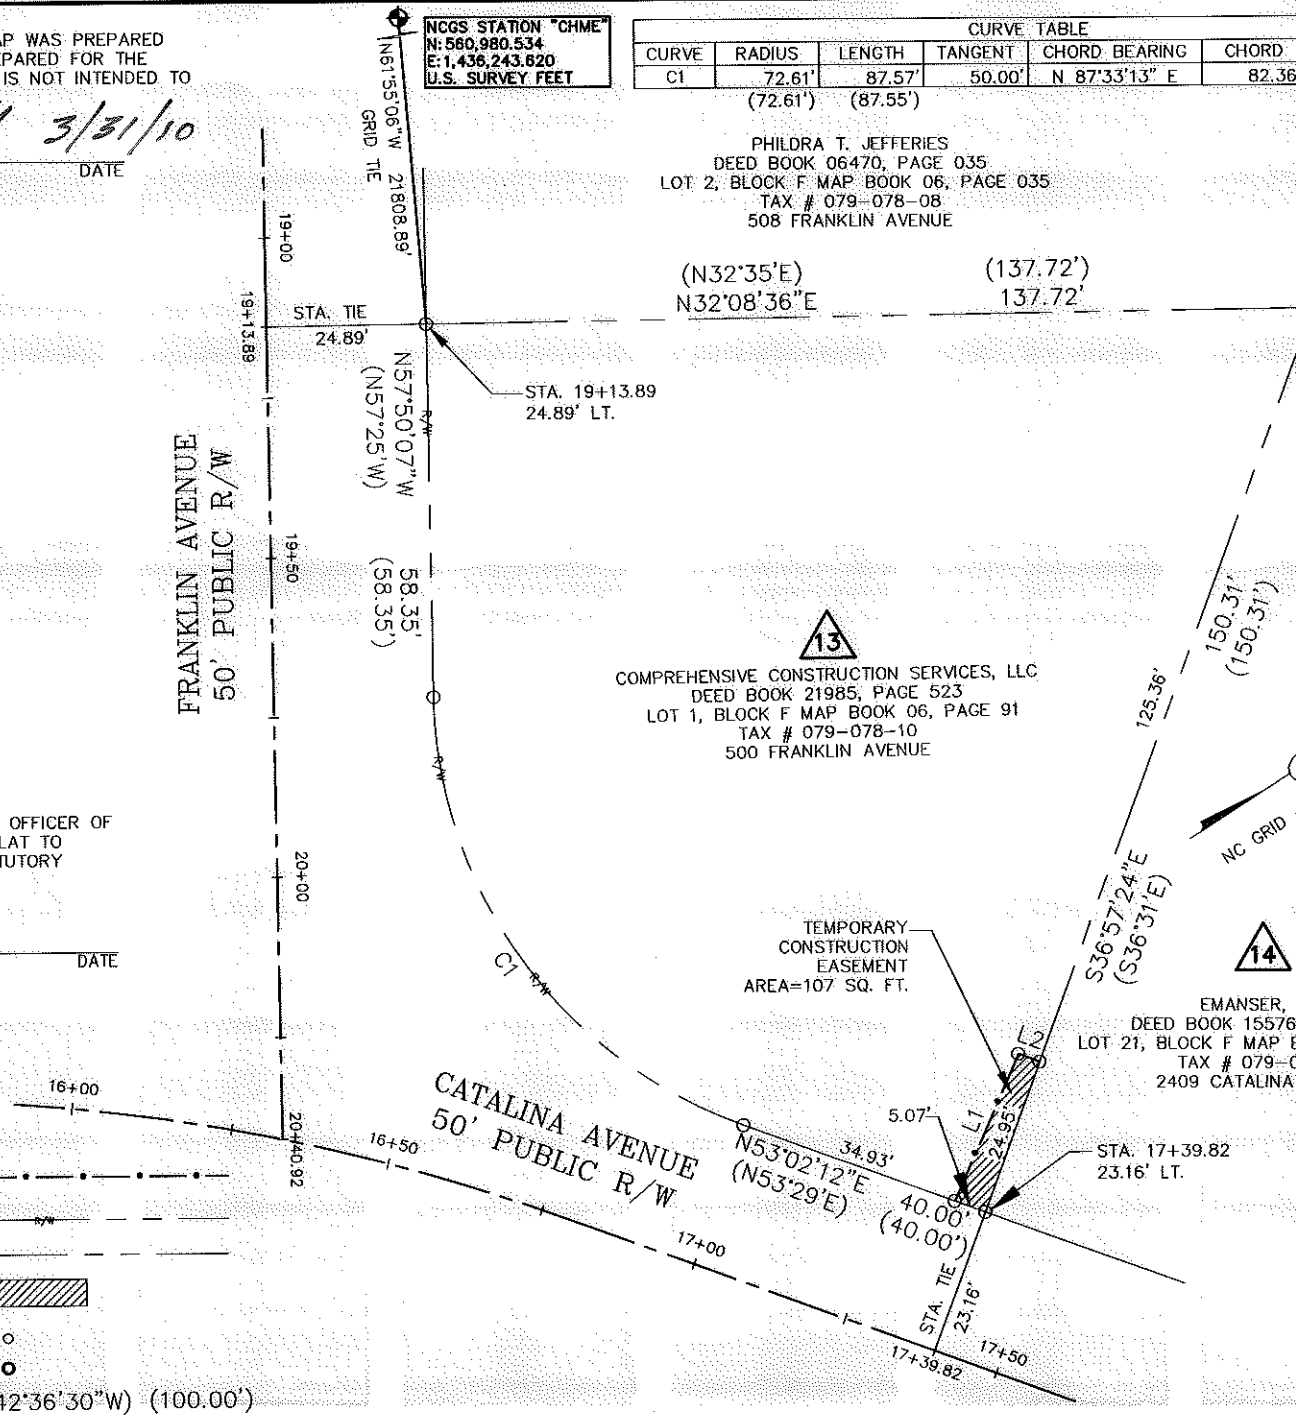 AP WAS PREPARED
EPARED FOR THE
IS NOT INTENDED TO
3/31/10
DATE
NCGS STATION "CHME"
N: 560,980.534
E: 1,436,243.620
U.S. SURVEY FEET
CURVE TABLE
CURVE RADIUS LENGTH TANGENT CHORD BEARING CHORD
C1 72.61' 87.57' 50.00' N 87°33'13" E 82.36
(72.61') (87.55')
N61°55'06"W 21808.89'
GRID TIE
PHILDRA T. JEFFERIES
DEED BOOK 06470, PAGE 035
LOT 2, BLOCK F MAP BOOK 06, PAGE 035
TAX # 079-078-08
508 FRANKLIN AVENUE
19+00
(N32°35'E) (137.72')
N32°08'36"E 137.72'
19+13.89
STA. TIE
24.89'
STA. 19+13.89
24.89' LT.
N57°50'07"W 58.35'
(N57°25'W) (58.35')
R/W
FRANKLIN AVENUE
50' PUBLIC R/W
19+50
13
COMPREHENSIVE CONSTRUCTION SERVICES, LLC
DEED BOOK 21985, PAGE 523
LOT 1, BLOCK F MAP BOOK 06, PAGE 91
TAX # 079-078-10
500 FRANKLIN AVENUE
150.31'
(150.31')
125.36'
R/W
NC GRID
OFFICER OF
LAT TO
TUTORY
20+00
S36°57'24"E
(S36°31'E)
DATE
TEMPORARY
CONSTRUCTION
EASEMENT
AREA=107 SQ. FT.
14
C1
R/W
EMANSER,
DEED BOOK 15576
LOT 21, BLOCK F MAP
TAX # 079-0
2409 CATALINA
L2
L1
24.95'
5.07'
16+00
20+40.92
16+50
CATALINA AVENUE
50' PUBLIC R/W
34.93'
N53°02'12"E 40.00'
(N53°29'E) (40.00')
STA. 17+39.82
23.16' LT.
R/W
17+00
STA. TIE
23.16'
17+39.82
17+50
42°36'30"W) (100.00')